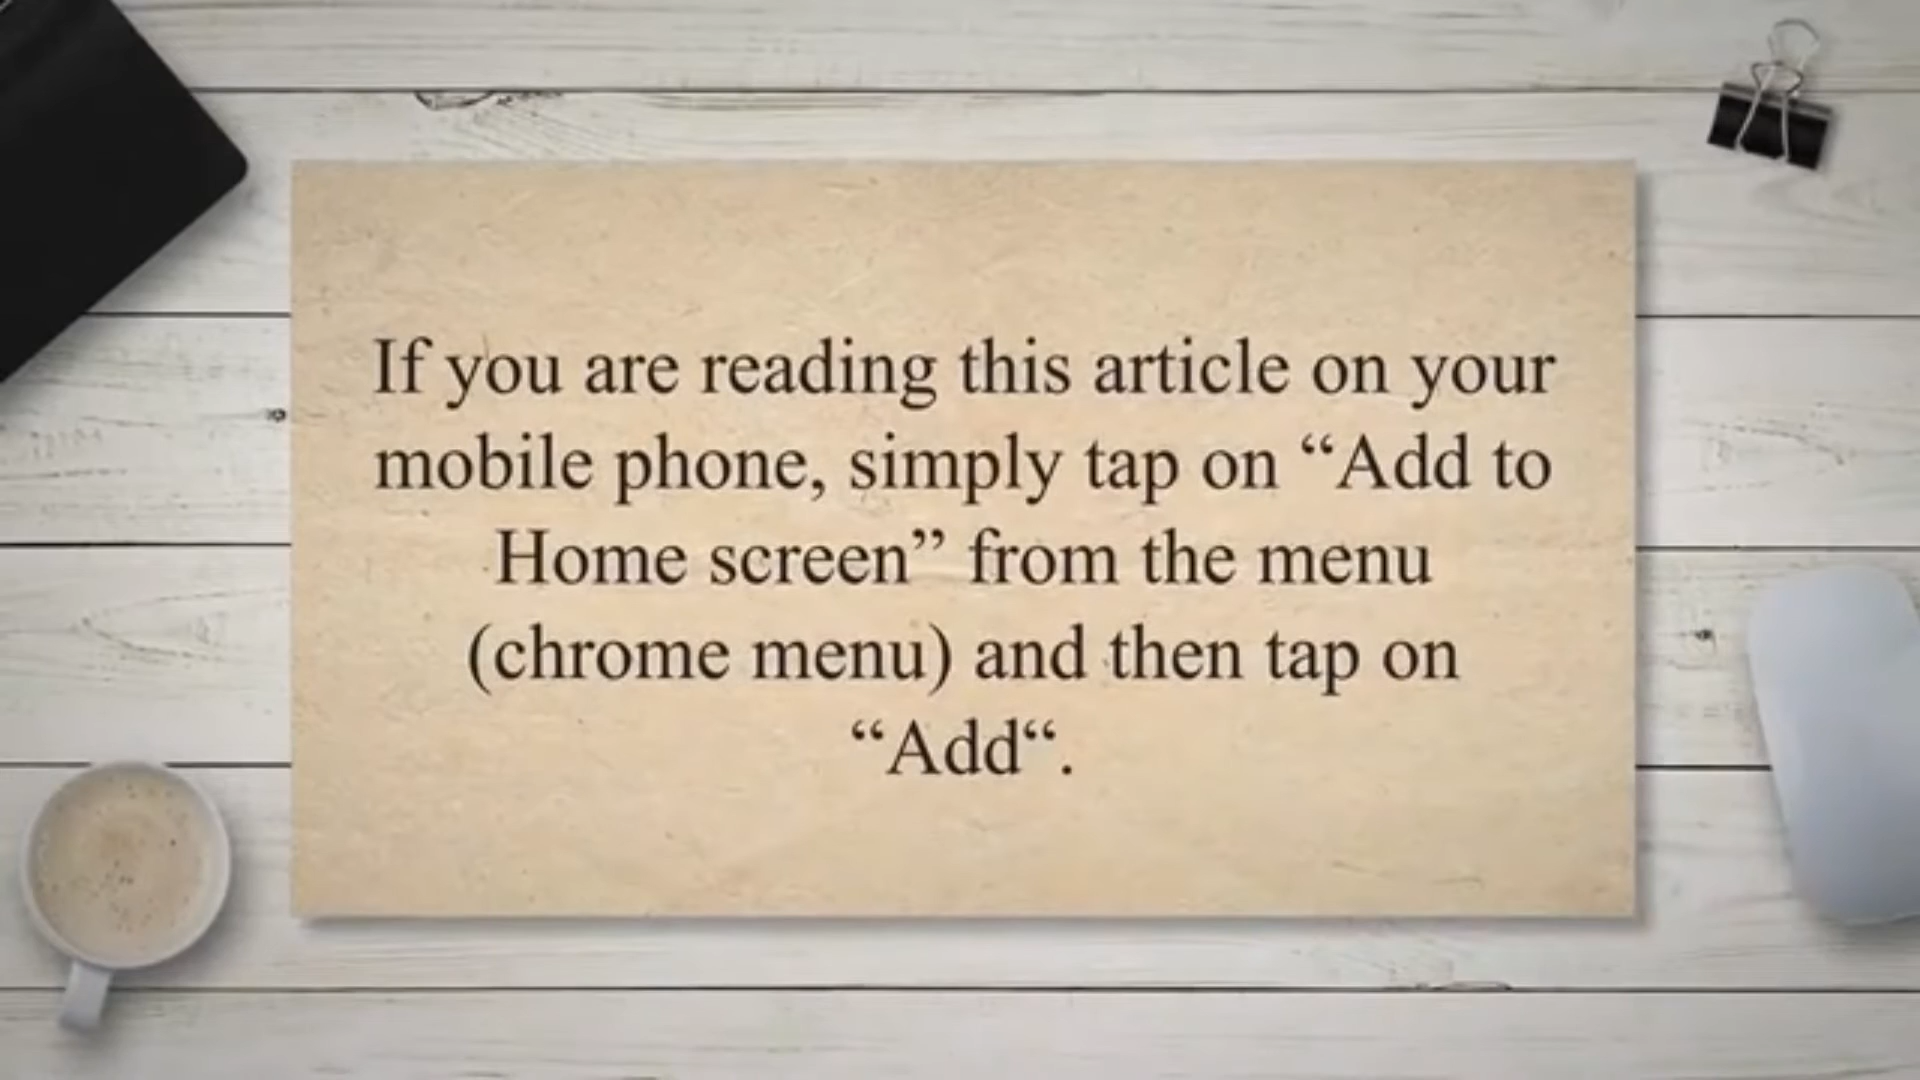 If you are reading this article on your
mobile phone, simply tap on “Add to
Home screen” from the menu
(chrome menu) and then tap on
“Add“.